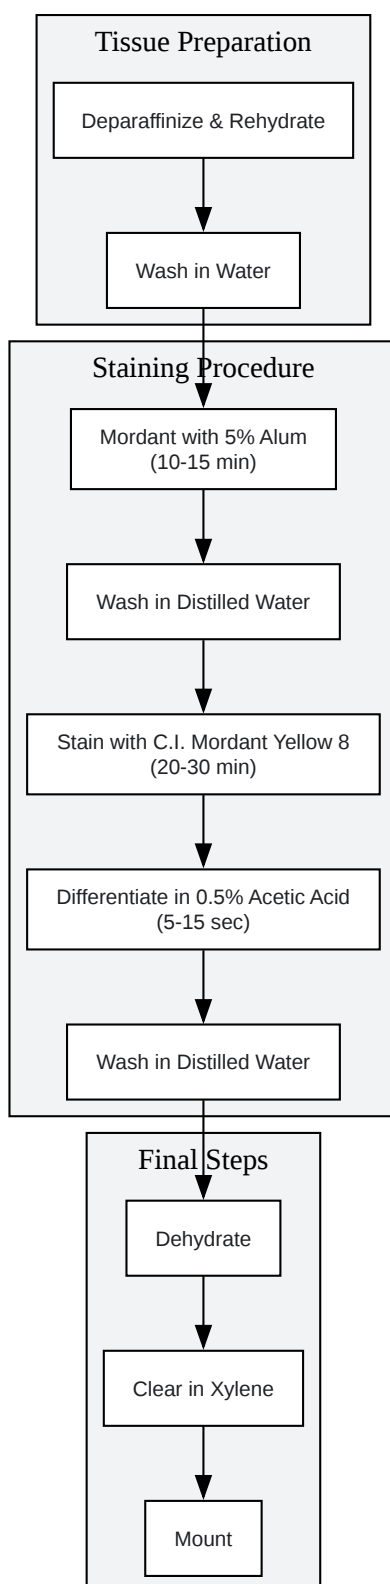 Tissue Preparation
Deparaffinize & Rehydrate
Wash in Water
Staining Procedure
Mordant with 5% Alum
(10-15 min)
Wash in Distilled Water
Stain with C.I. Mordant Yellow 8
(20-30 min)
Differentiate in 0.5% Acetic Acid
(5-15 sec)
Wash in Distilled Water
Final Steps
Dehydrate
Clear in Xylene
Mount